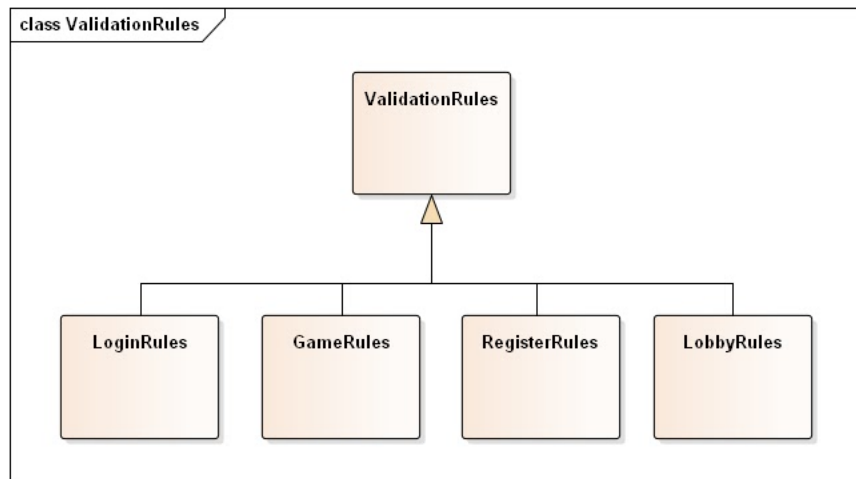 class ValidationRules
ValidationRules
LoginRules
GameRules
RegisterRules
LobbyRules